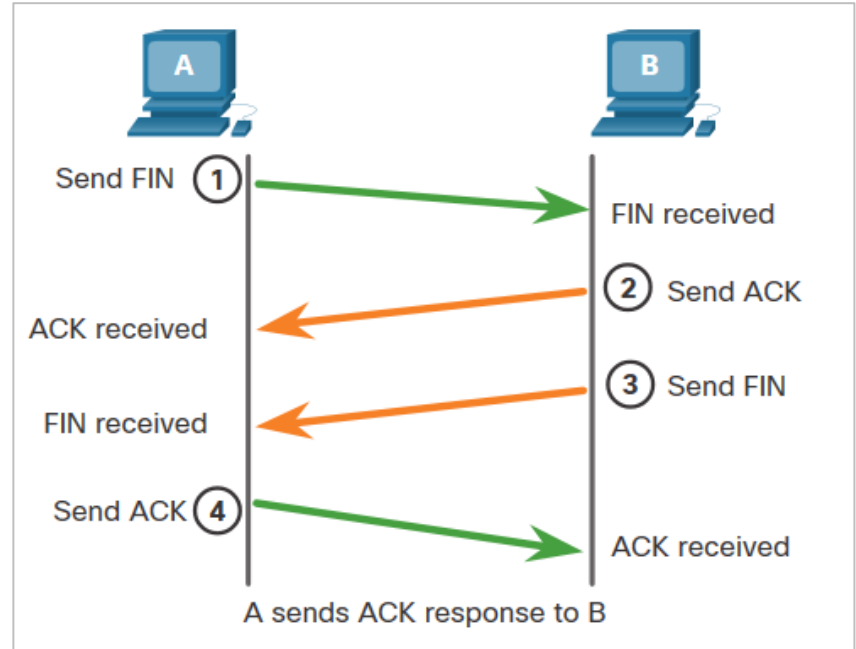 A
B
Send FIN 1
FIN received
2 Send ACK
ACK received
3 Send FIN
FIN received
Send ACK 4
ACK received
A sends ACK response to B